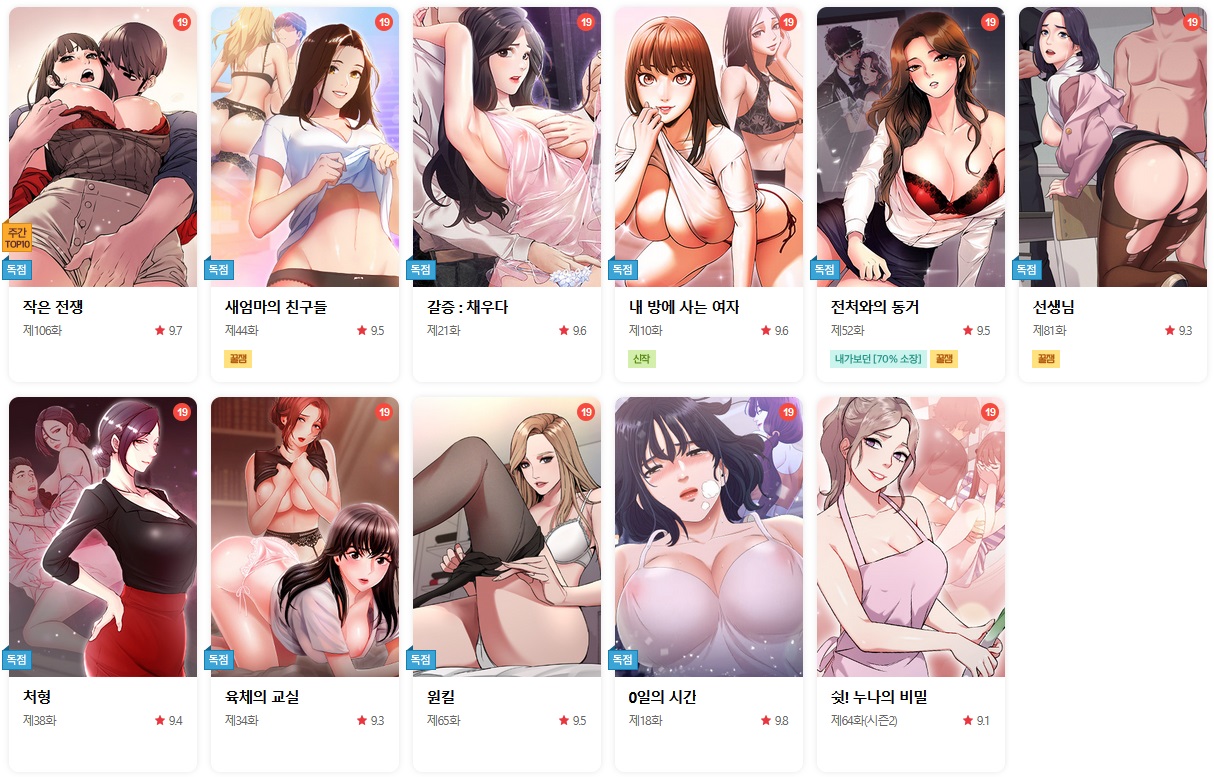 19
19
19
19
19
19
주간
TOP10
독점
독점
독점
독점
독점
독점
작은 전쟁
새엄마의 친구들
갈증 : 채우다
내 방에 사는 여자
전처와의 동거
선생님
제106화 ★ 9.7
제44화 ★ 9.5
제21화 ★ 9.6
제10화 ★ 9.6
제52화 ★ 9.5
제81화 ★ 9.3
꿀잼
신작
내가보던 [70% 소장] 꿀잼
꿀잼
19
19
19
19
19
독점
독점
독점
독점
처형
육체의 교실
원킬
0일의 시간
쉿! 누나의 비밀
제38화 ★ 9.4
제34화 ★ 9.3
제65화 ★ 9.5
제18화 ★ 9.8
제64화(시즌2) ★ 9.1